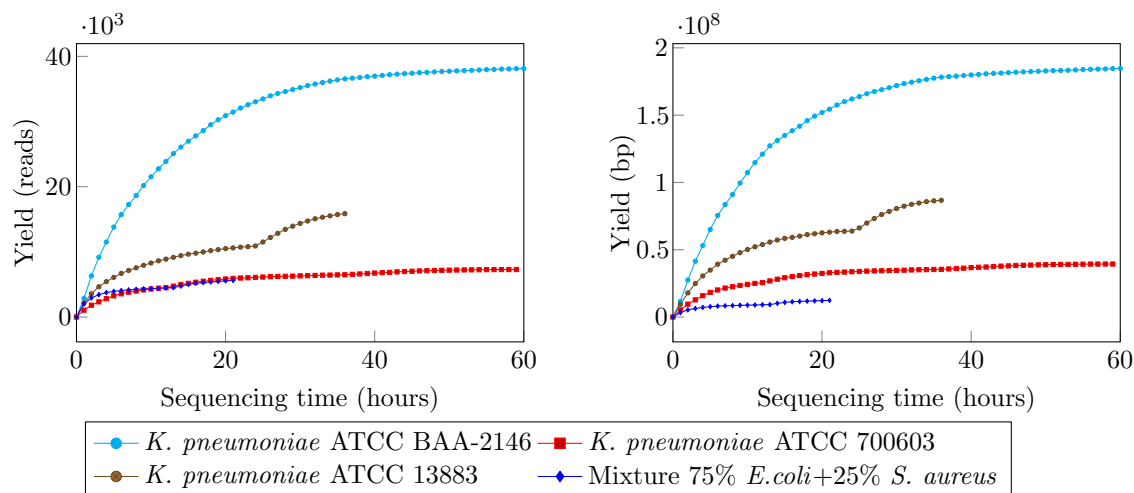 ·10³
40
20
0
Yield (reads)
0 20 40 60
Sequencing time (hours)
·10⁸
2
1.5
1
0.5
0
Yield (bp)
0 20 40 60
Sequencing time (hours)
K. pneumoniae ATCC BAA-2146
K. pneumoniae ATCC 700603
K. pneumoniae ATCC 13883
Mixture 75% E.coli+25% S. aureus